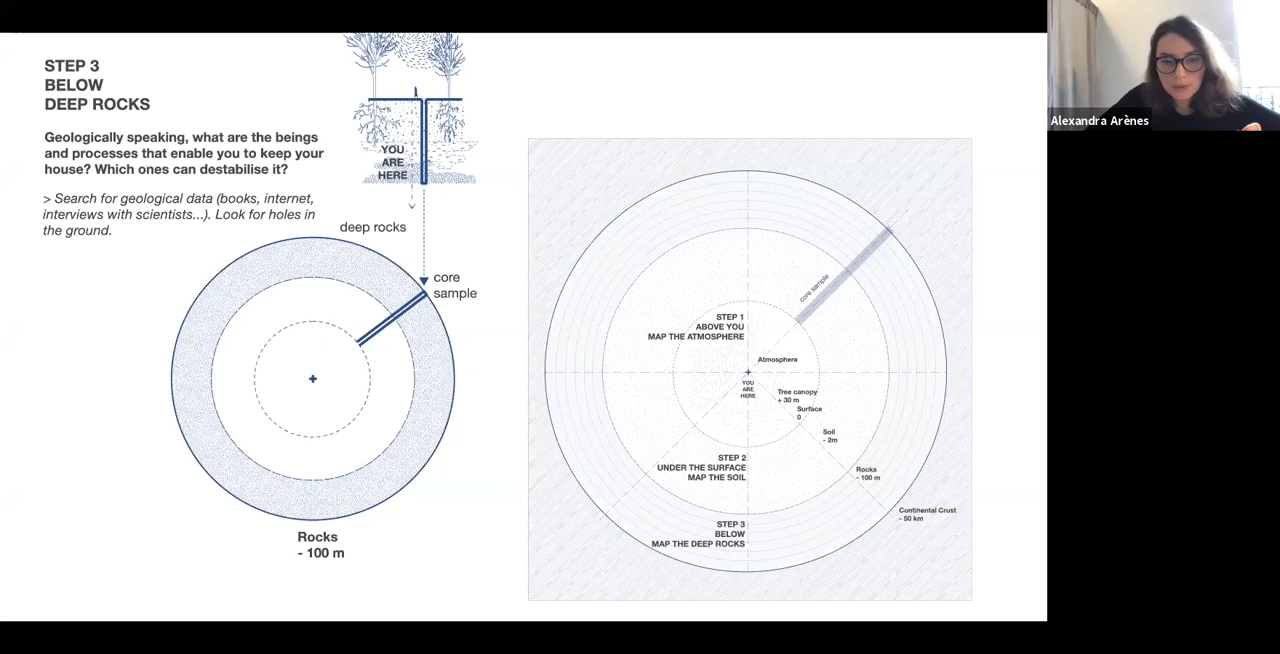 STEP 3
BELOW
DEEP ROCKS
Geologically speaking, what are the beings
and processes that enable you to keep your
house? Which ones can destabilise it?
> Search for geological data (books, internet,
interviews with scientists...). Look for holes in
the ground.
YOU
ARE
HERE
deep rocks
core
sample
Rocks
- 100 m
core sample
STEP 1
ABOVE YOU
MAP THE ATMOSPHERE
Atmosphere
YOU
ARE
HERE
Tree canopy
+ 30 m
Surface
0
Soil
- 2m
STEP 2
UNDER THE SURFACE
MAP THE SOIL
Rocks
- 100 m
Continental Crust
- 50 km
STEP 3
BELOW
MAP THE DEEP ROCKS
Alexandra Arènes